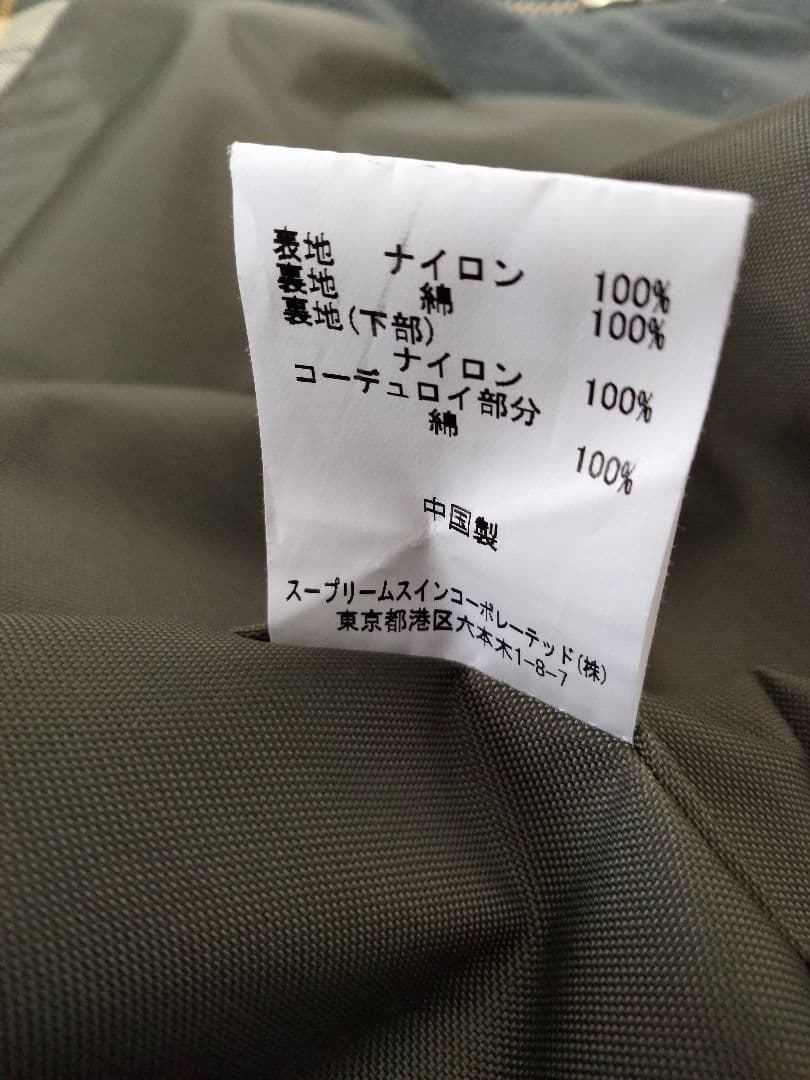 表地 ナイロン 100%
裏地 綿 100%
裏地(下部)
ナイロン 100%
コーデュロイ部分
綿 100%
中国製
スープリームスインコーポレーテッド(株)
東京都港区六本木1-8-7